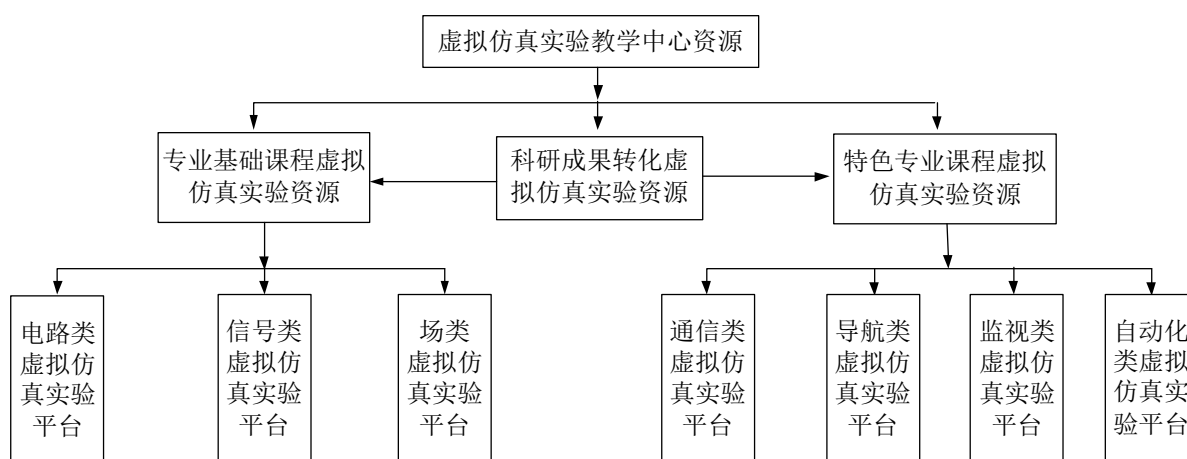 虚拟仿真实验教学中心资源
专业基础课程虚拟
仿真实验资源
科研成果转化虚
拟仿真实验资源
特色专业课程虚拟
仿真实验资源
电路类
虚拟仿
真实验
平台
信号类
虚拟仿
真实验
平台
场类
虚拟仿
真实验
平台
通信类
虚拟仿
真实验
平台
导航类
虚拟仿
真实验
平台
监视类
虚拟仿
真实验
平台
自动化
类虚拟
仿真实
验平台